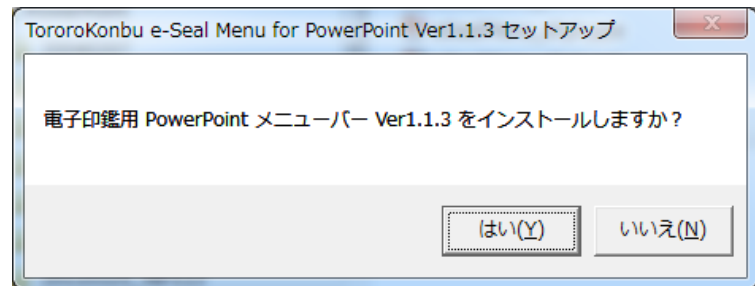 TororoKonbu e-Seal Menu for PowerPoint Ver1.1.3 セットアップ
電子印鑑用 PowerPoint メニューバー Ver1.1.3 をインストールしますか？
はい(Y) いいえ(N)